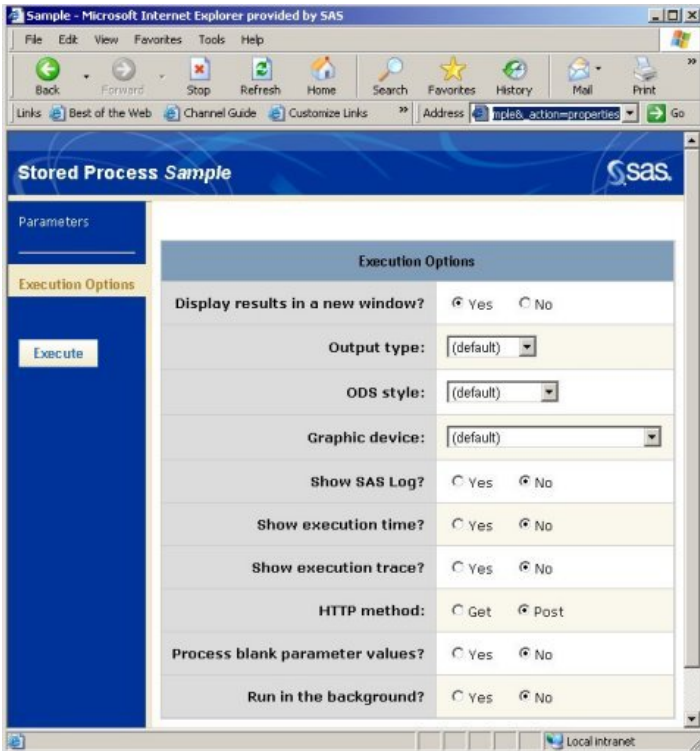 Sample - Microsoft Internet Explorer provided by SAS
File Edit View Favorites Tools Help
Back Forward Stop Refresh Home Search Favorites History Mail Print
Links Best of the Web Channel Guide Customize Links Address mple&_action=properties Go
Stored Process Sample
sas.
Parameters
Execution Options
Execute
Execution Options
Display results in a new window? Yes No
Output type: (default)
ODS style: (default)
Graphic device: (default)
Show SAS Log? Yes No
Show execution time? Yes No
Show execution trace? Yes No
HTTP method: Get Post
Process blank parameter values? Yes No
Run in the background? Yes No
Local intranet